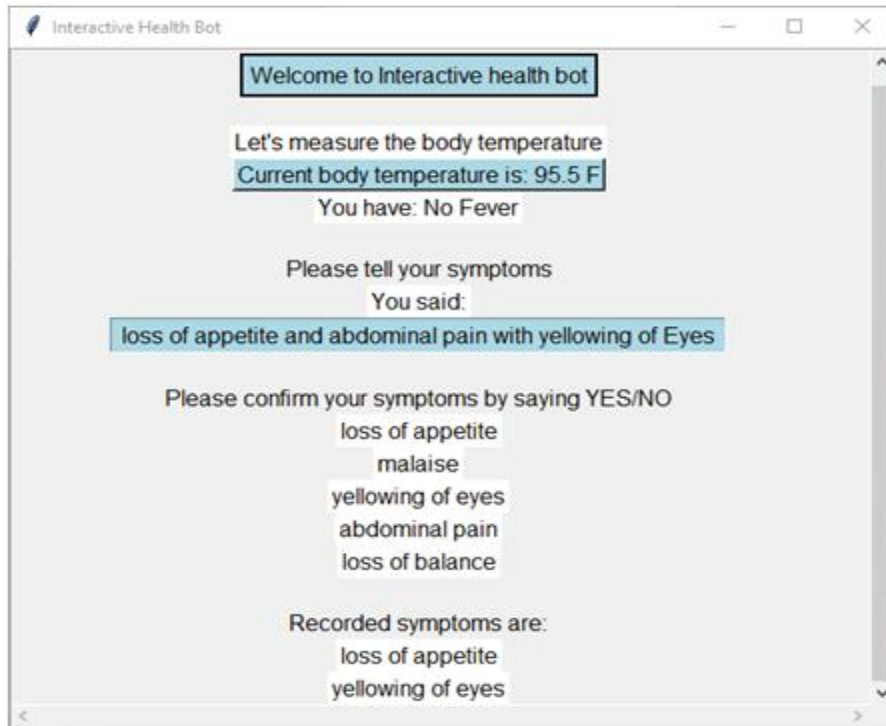 Interactive Health Bot
Welcome to Interactive health bot
Let's measure the body temperature
Current body temperature is: 95.5 F
You have: No Fever
Please tell your symptoms
You said:
loss of appetite and abdominal pain with yellowing of Eyes
Please confirm your symptoms by saying YES/NO
loss of appetite
malaise
yellowing of eyes
abdominal pain
loss of balance
Recorded symptoms are:
loss of appetite
yellowing of eyes